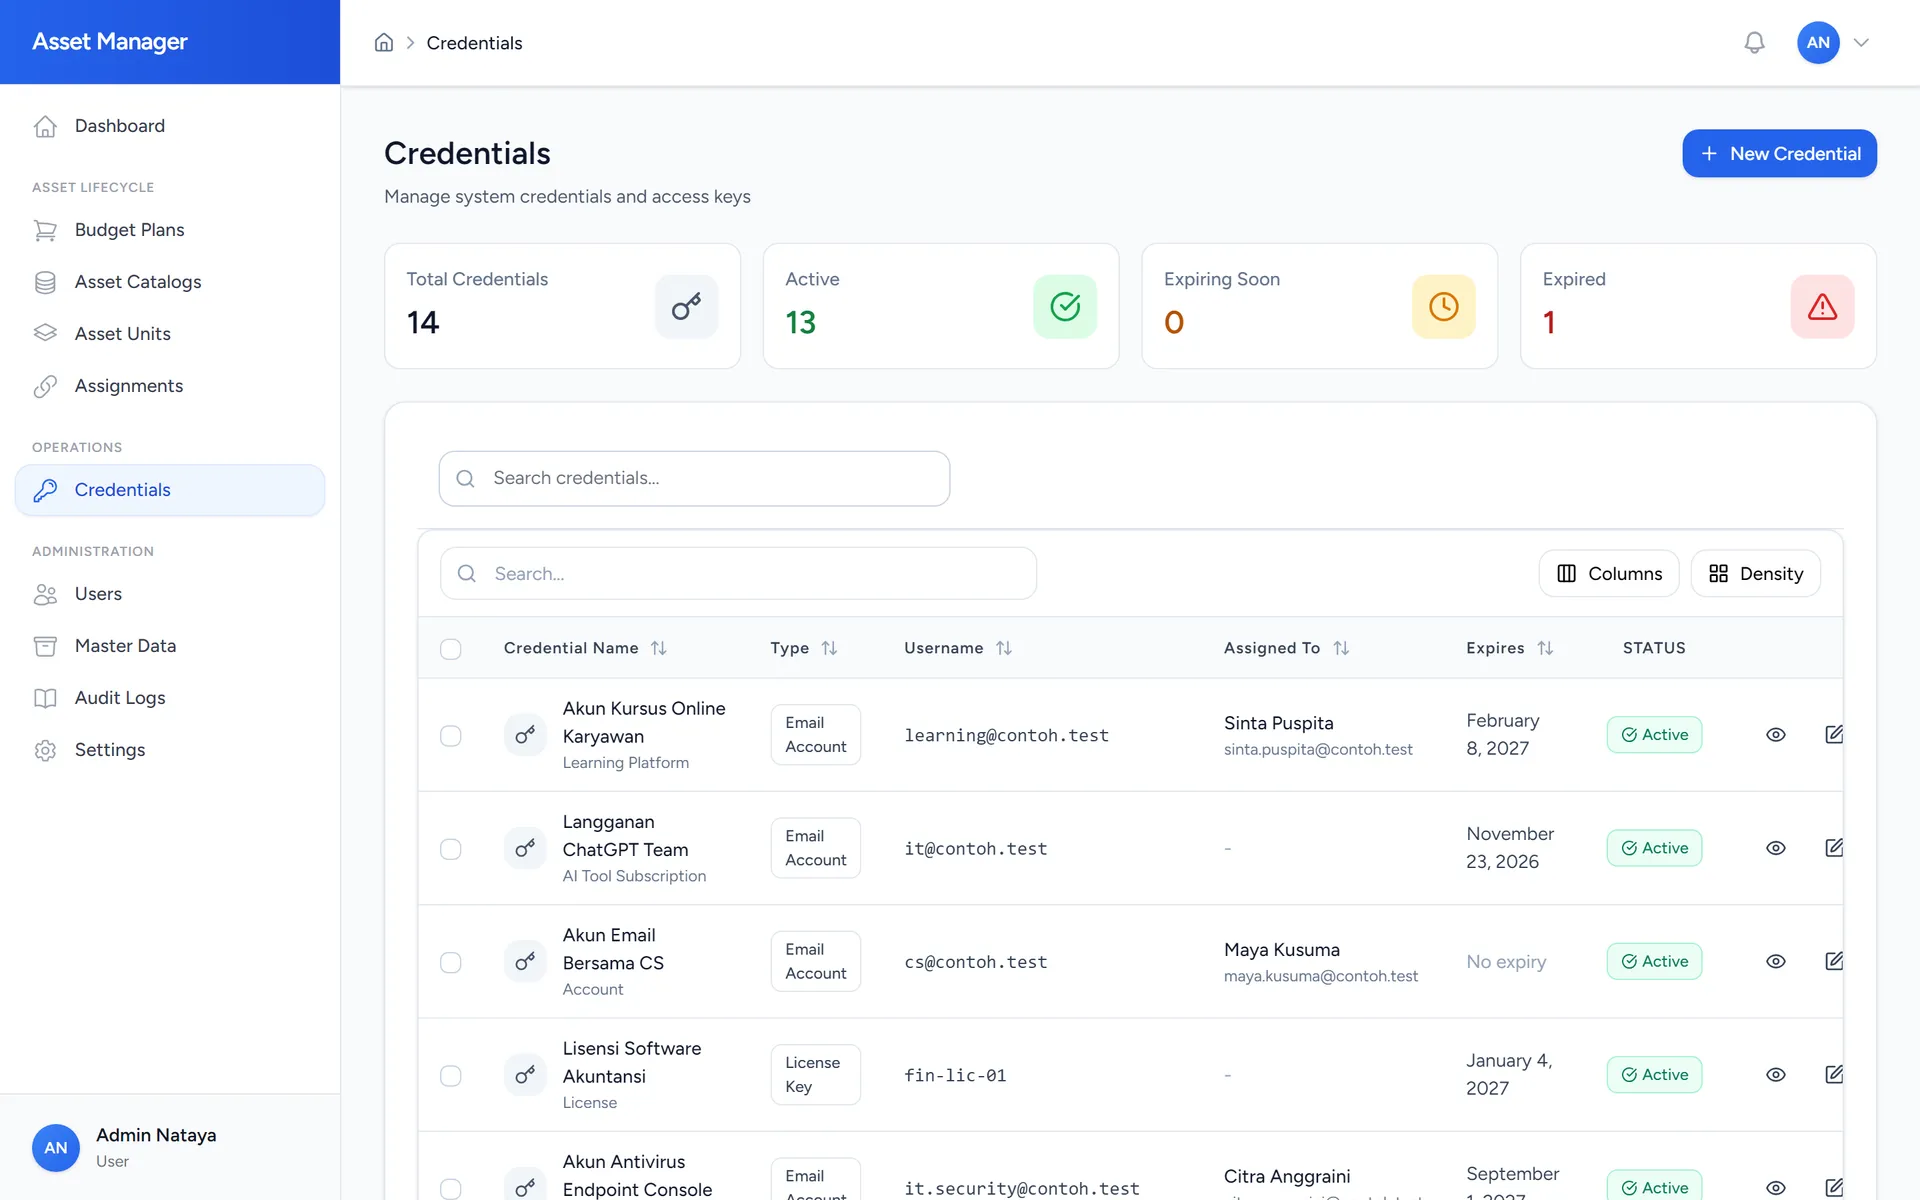 Asset Manager
Credentials
AN
Dashboard
ASSET LIFECYCLE
Budget Plans
Asset Catalogs
Asset Units
Assignments
OPERATIONS
Credentials
ADMINISTRATION
Users
Master Data
Audit Logs
Settings
AN
Admin Nataya
User
Credentials
Manage system credentials and access keys
New Credential
Total Credentials
14
Active
13
Expiring Soon
0
Expired
1
Search credentials...
Search...
Columns
Density
Credential Name
Type
Username
Assigned To
Expires
STATUS
Akun Kursus Online
Karyawan
Learning Platform
Email
Account
learning@contoh.test
Sinta Puspita
sinta.puspita@contoh.test
February
8, 2027
Active
Langganan
ChatGPT Team
AI Tool Subscription
Email
Account
it@contoh.test
-
November
23, 2026
Active
Akun Email
Bersama CS
Account
Email
Account
cs@contoh.test
Maya Kusuma
maya.kusuma@contoh.test
No expiry
Active
Lisensi Software
Akuntansi
License
License
Key
fin-lic-01
-
January 4,
2027
Active
Akun Antivirus
Endpoint Console
Email
Account
it.security@contoh.test
Citra Anggraini
September
1, 2027
Active